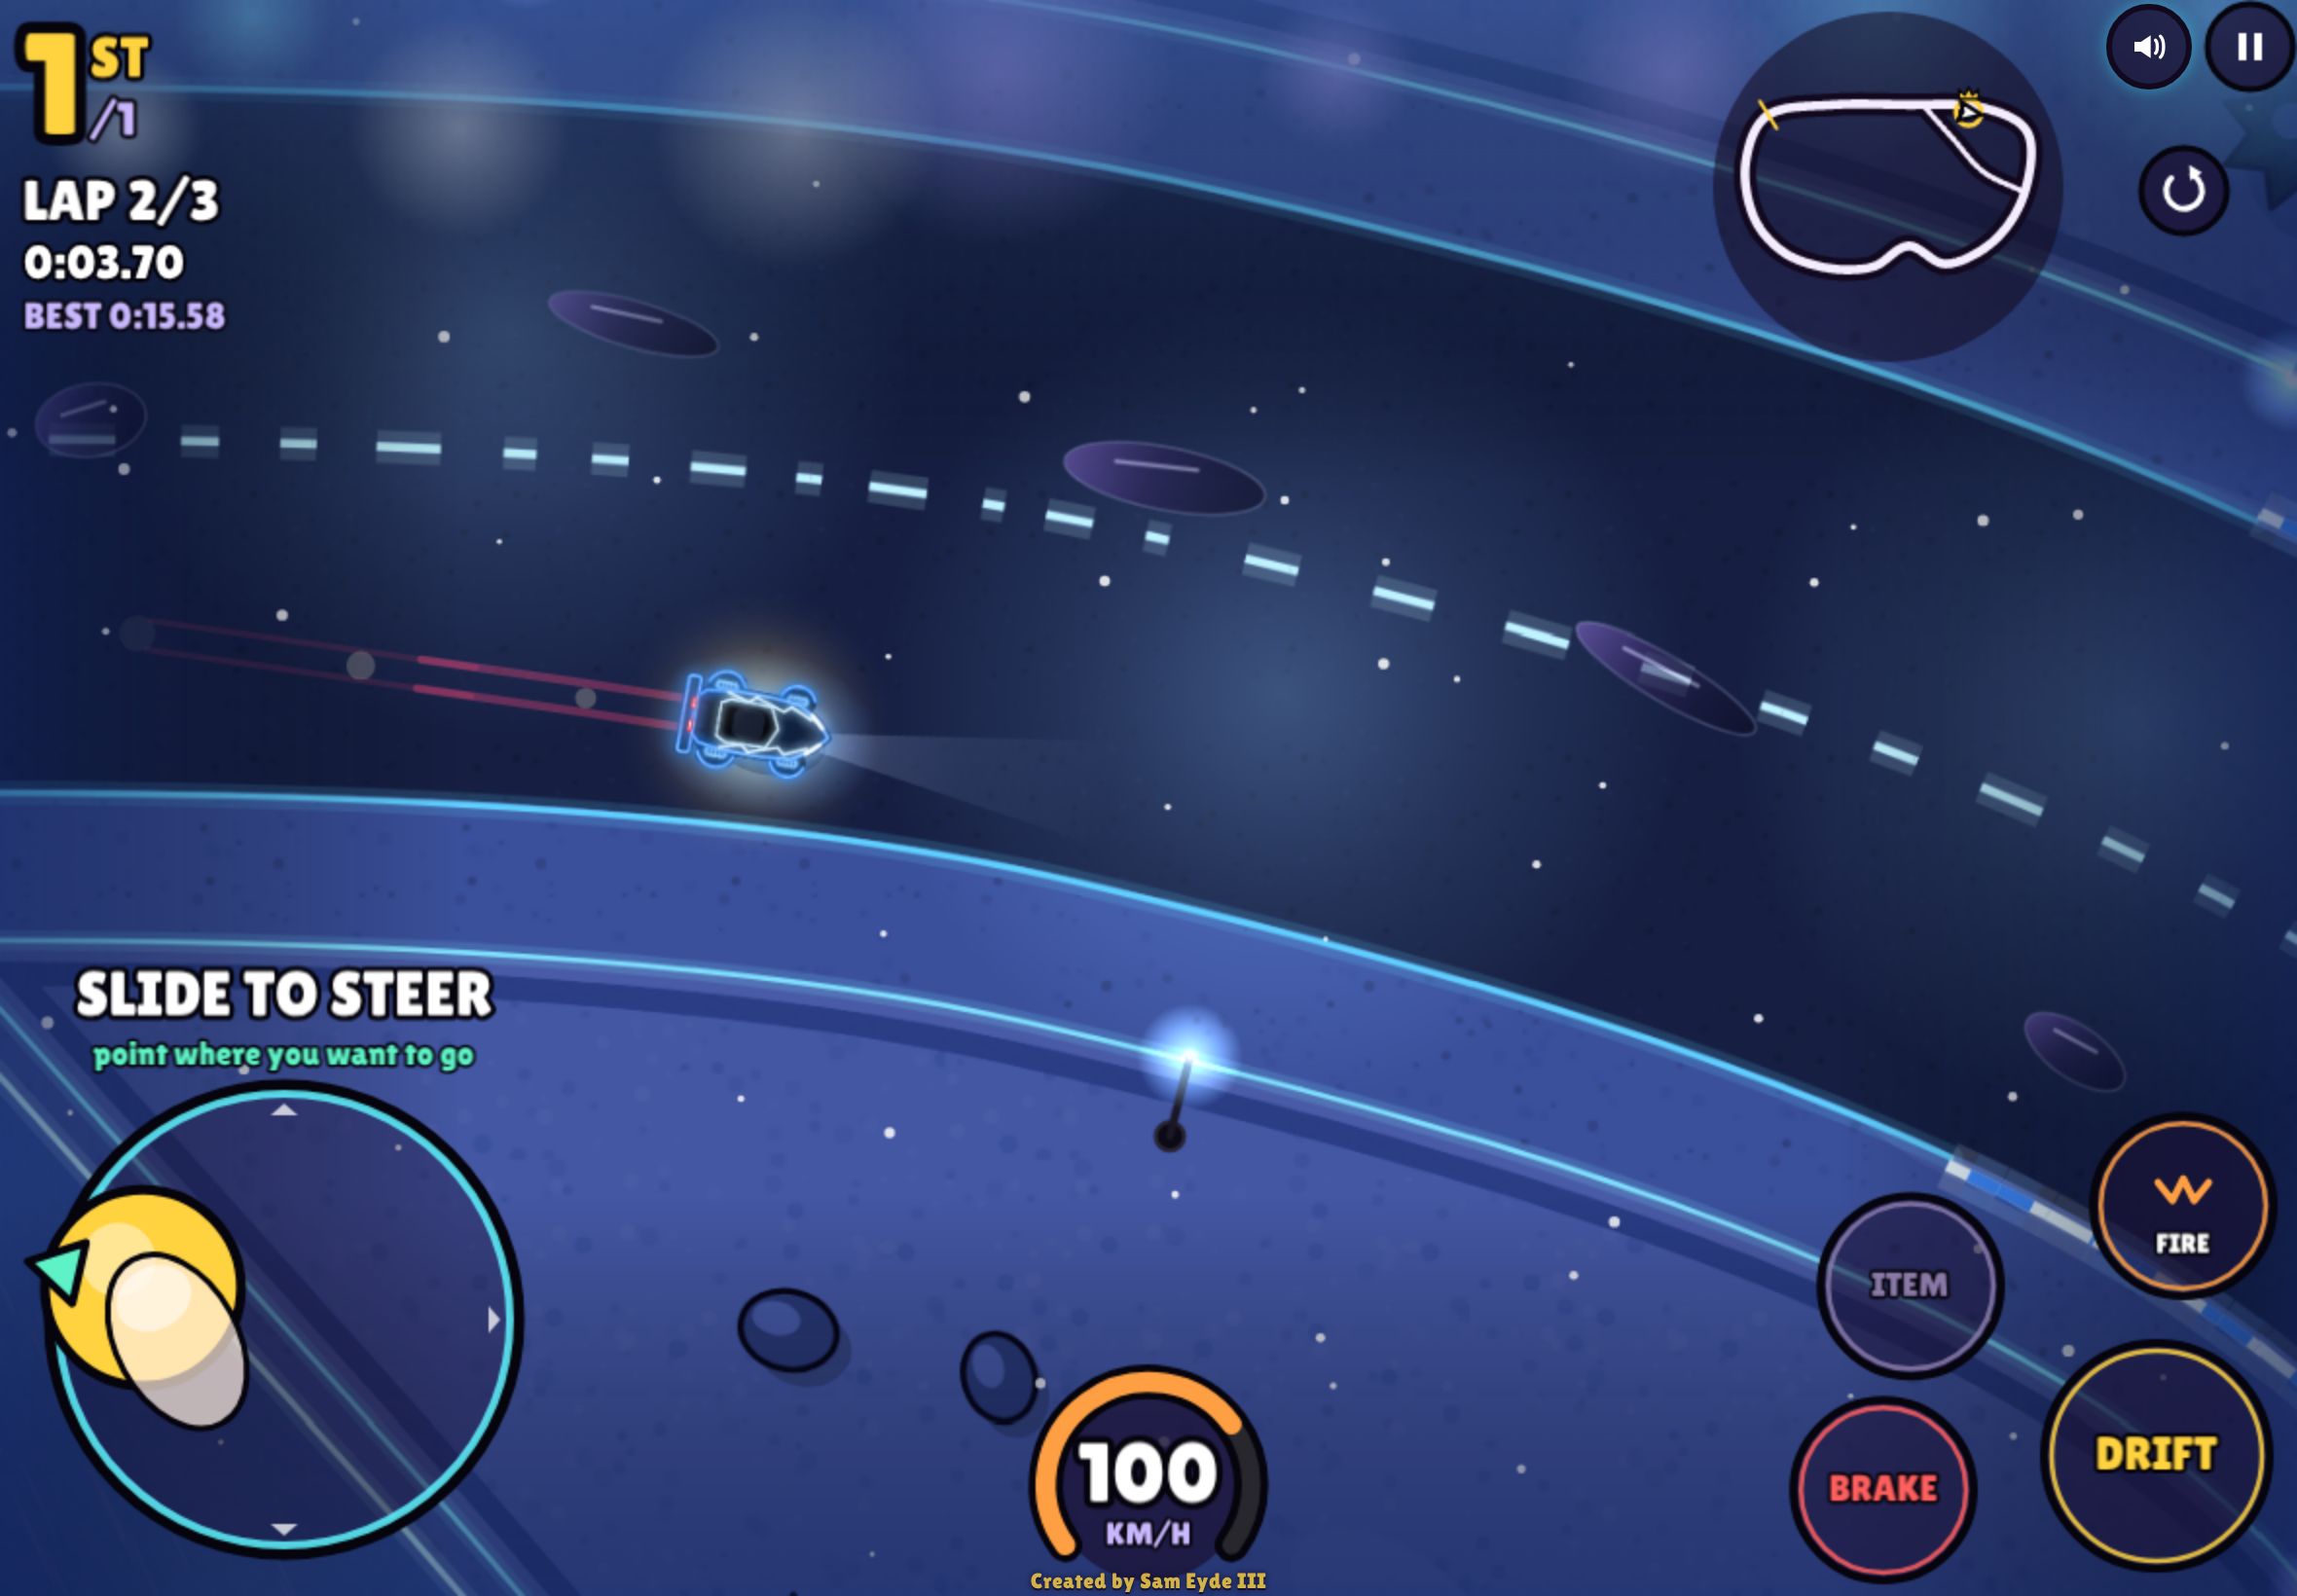 1ST
/1
LAP 2/3
0:03.70
BEST 0:15.58
SLIDE TO STEER
point where you want to go
FIRE
ITEM
DRIFT
BRAKE
100
KM/H
Created by Sam Eyde III